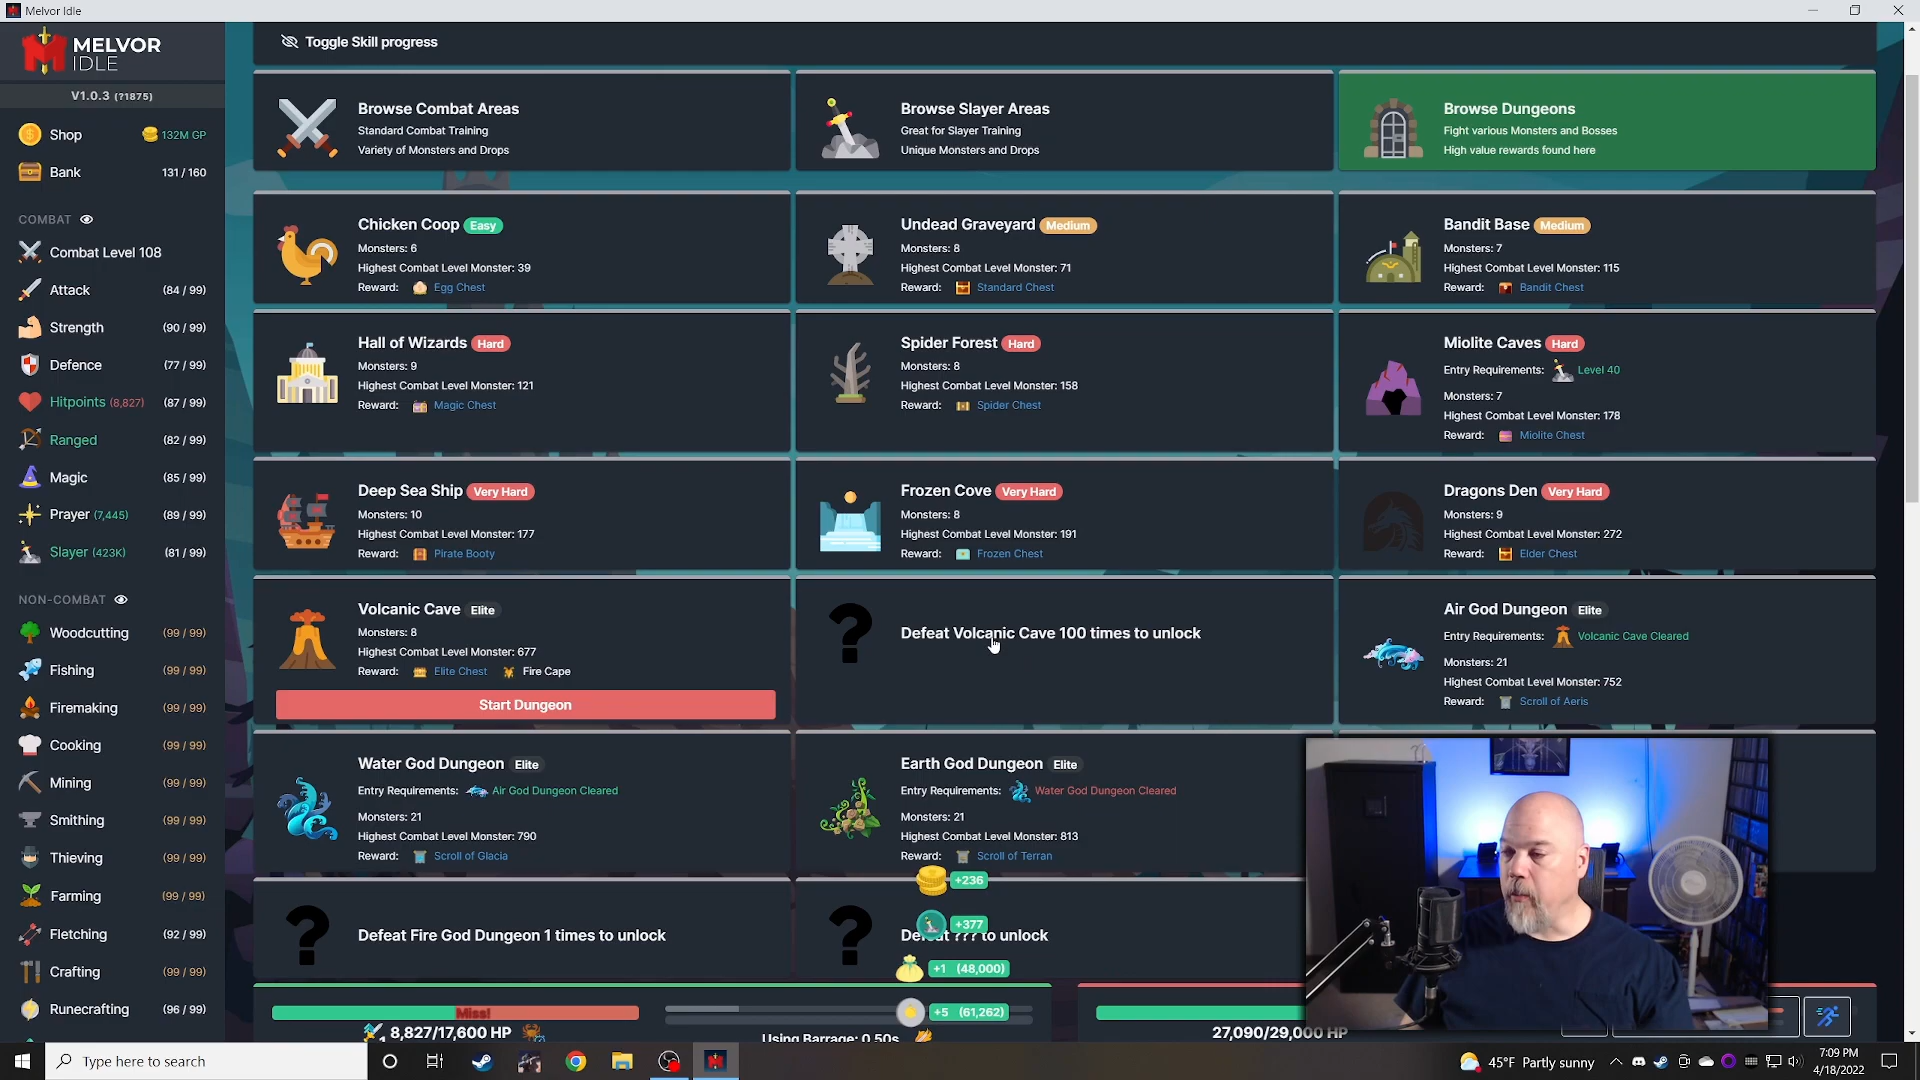 Melvor Idle
MELVOR
IDLE
V1.0.3 (?1875)
Shop 132M GP
Bank 131 / 160
COMBAT
Combat Level 108
Attack (84 / 99)
Strength (90 / 99)
Defence (77 / 99)
Hitpoints (8,827) (87 / 99)
Ranged (82 / 99)
Magic (85 / 99)
Prayer (7,445) (89 / 99)
Slayer (423K) (81 / 99)
NON-COMBAT
Woodcutting (99 / 99)
Fishing (99 / 99)
Firemaking (99 / 99)
Cooking (99 / 99)
Mining (99 / 99)
Smithing (99 / 99)
Thieving (99 / 99)
Farming (99 / 99)
Fletching (92 / 99)
Crafting (99 / 99)
Runecrafting (96 / 99)
Toggle Skill progress
Browse Combat Areas
Standard Combat Training
Variety of Monsters and Drops
Browse Slayer Areas
Great for Slayer Training
Unique Monsters and Drops
Browse Dungeons
Fight various Monsters and Bosses
High value rewards found here
Chicken Coop Easy
Monsters: 6
Highest Combat Level Monster: 39
Reward: Egg Chest
Undead Graveyard Medium
Monsters: 8
Highest Combat Level Monster: 71
Reward: Standard Chest
Bandit Base Medium
Monsters: 7
Highest Combat Level Monster: 115
Reward: Bandit Chest
Hall of Wizards Hard
Monsters: 9
Highest Combat Level Monster: 121
Reward: Magic Chest
Spider Forest Hard
Monsters: 8
Highest Combat Level Monster: 158
Reward: Spider Chest
Miolite Caves Hard
Entry Requirements: Level 40
Monsters: 7
Highest Combat Level Monster: 178
Reward: Miolite Chest
Deep Sea Ship Very Hard
Monsters: 10
Highest Combat Level Monster: 177
Reward: Pirate Booty
Frozen Cove Very Hard
Monsters: 8
Highest Combat Level Monster: 191
Reward: Frozen Chest
Dragons Den Very Hard
Monsters: 9
Highest Combat Level Monster: 272
Reward: Elder Chest
Volcanic Cave Elite
Monsters: 8
Highest Combat Level Monster: 677
Reward: Elite Chest Fire Cape
Start Dungeon
Defeat Volcanic Cave 100 times to unlock
Air God Dungeon Elite
Entry Requirements: Volcanic Cave Cleared
Monsters: 21
Highest Combat Level Monster: 752
Reward: Scroll of Aeris
Water God Dungeon Elite
Entry Requirements: Air God Dungeon Cleared
Monsters: 21
Highest Combat Level Monster: 790
Reward: Scroll of Glacia
Earth God Dungeon Elite
Entry Requirements: Water God Dungeon Cleared
Monsters: 21
Highest Combat Level Monster: 813
Reward: Scroll of Terran
+236
+377
+1 (48,000)
+5 (61,262)
Defeat Fire God Dungeon 1 times to unlock
Defeat ??? to unlock
Miss!
8,827/17,600 HP
Using Barrage: 0.50s
27,090/29,000 HP
Type here to search
45°F Partly sunny
7:09 PM
4/18/2022